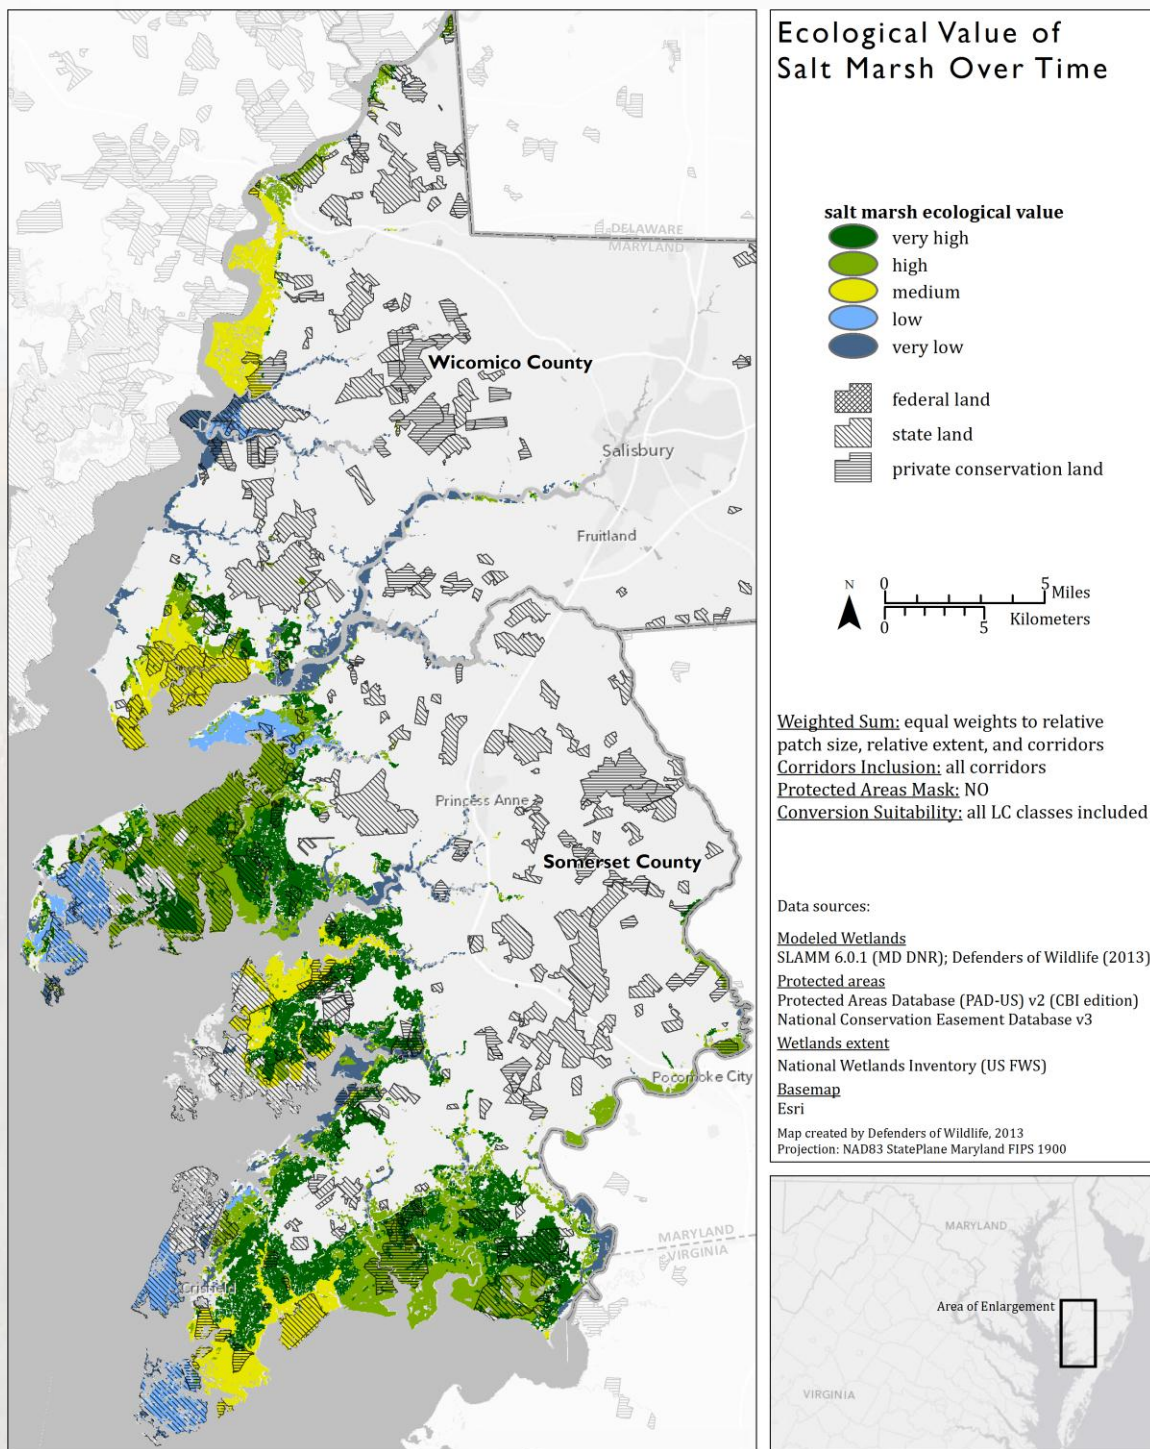 Ecological Value of
Salt Marsh Over Time
salt marsh ecological value
very high
high
medium
low
very low
federal land
state land
private conservation land
N
0 5 Miles
0 5 Kilometers
Weighted Sum: equal weights to relative
patch size, relative extent, and corridors
Corridors Inclusion: all corridors
Protected Areas Mask: NO
Conversion Suitability: all LC classes included
Data sources:
Modeled Wetlands
SLAMM 6.0.1 (MD DNR); Defenders of Wildlife (2013)
Protected areas
Protected Areas Database (PAD-US) v2 (CBI edition)
National Conservation Easement Database v3
Wetlands extent
National Wetlands Inventory (US FWS)
Basemap
Esri
Map created by Defenders of Wildlife, 2013
Projection: NAD83 StatePlane Maryland FIPS 1900
DELAWARE
MARYLAND
Wicomico County
Salisbury
Fruitland
Princess Anne
Somerset County
Pocomoke City
MARYLAND
VIRGINIA
Crisfield
MARYLAND
Area of Enlargement
VIRGINIA